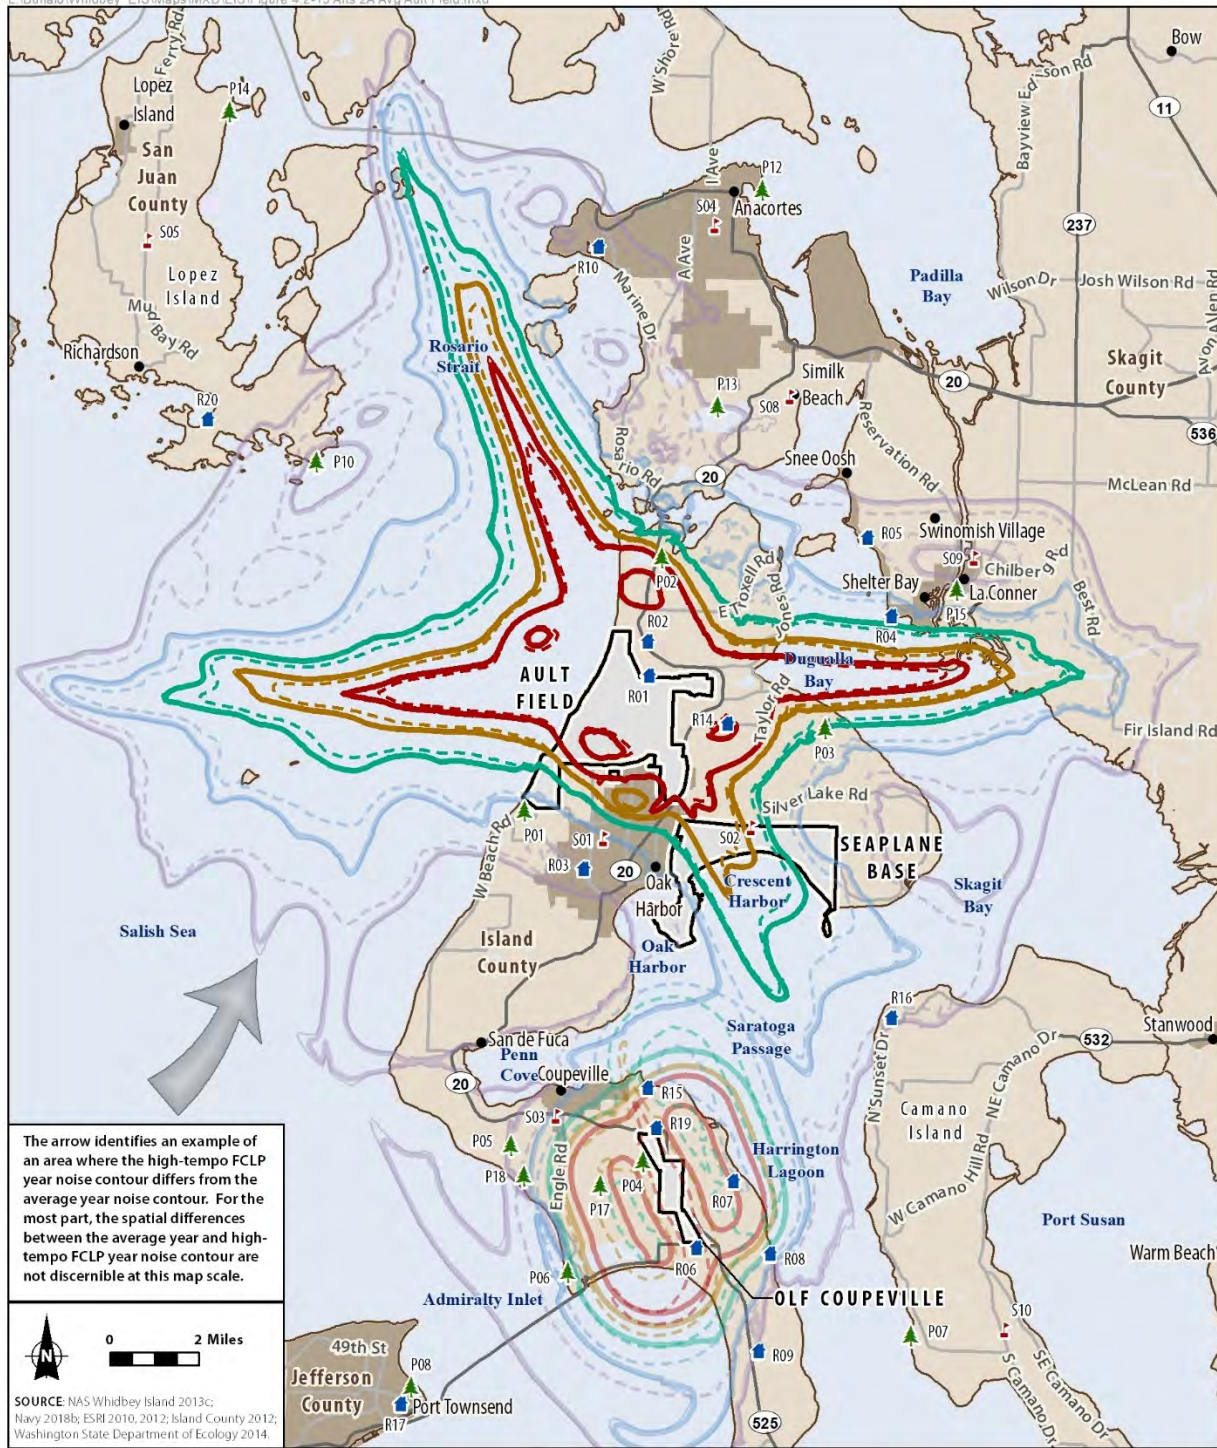 Bow
W Shore Rd
Ferry Rd
Lopez
Island
P14
Bayview Edison Rd
11
San
Juan
County
I Ave
P12
S04
Anacortes
S05
R10
A Ave
237
Lopez
Island
Marine Dr
Padilla
Bay
Wilson Dr
Josh Wilson Rd
Avon Allen Rd
Mud Bay Rd
Richardson
Rosario
Strait
Skagit
County
Similk
Beach
20
R20
P13
S08
Reservation Rd
536
P10
Rosario Rd
20
Snee Oosh
McLean Rd
Swinomish Village
R05
S09
Chilberg Rd
P02
E Troxell Rd
Jones Rd
Shelter Bay
La Conner
P15
Best Rd
R02
R04
AULT
FIELD
R01
Dugualla
Bay
Taylor Rd
R14
P03
Fir Island Rd
Silver Lake Rd
W Beach Rd
P01
S01
S02
SEAPLANE
BASE
R03
20
Oak
Harbor
Crescent
Harbor
Skagit
Bay
Salish Sea
Island
County
Oak
Harbor
R16
Saratoga
Passage
Stanwood
San de Fuca
Penn
Cove
532
20
Coupeville
R15
N Sunset Dr
NE Camano Dr
Camano
Island
S03
R19
P05
Harrington
Lagoon
P18
Engle Rd
P04
R07
P17
W Camano Hill Rd
Port Susan
R06
R08
Warm Beach
P06
Admiralty Inlet
OLF COUPEVILLE
P07
S10
R09
S Camano Dr
SE Camano Dr
49th St
Jefferson
County
P08
Port Townsend
R17
525
The arrow identifies an example of
an area where the high-tempo FCLP
year noise contour differs from the
average year noise contour. For the
most part, the spatial differences
between the average year and high-
tempo FCLP year noise contour are
not discernible at this map scale.
N
0 2 Miles
SOURCE: NAS Whidbey Island 2013c;
Navy 2018b; ESRI 2010, 2012; Island County 2012;
Washington State Department of Ecology 2014.